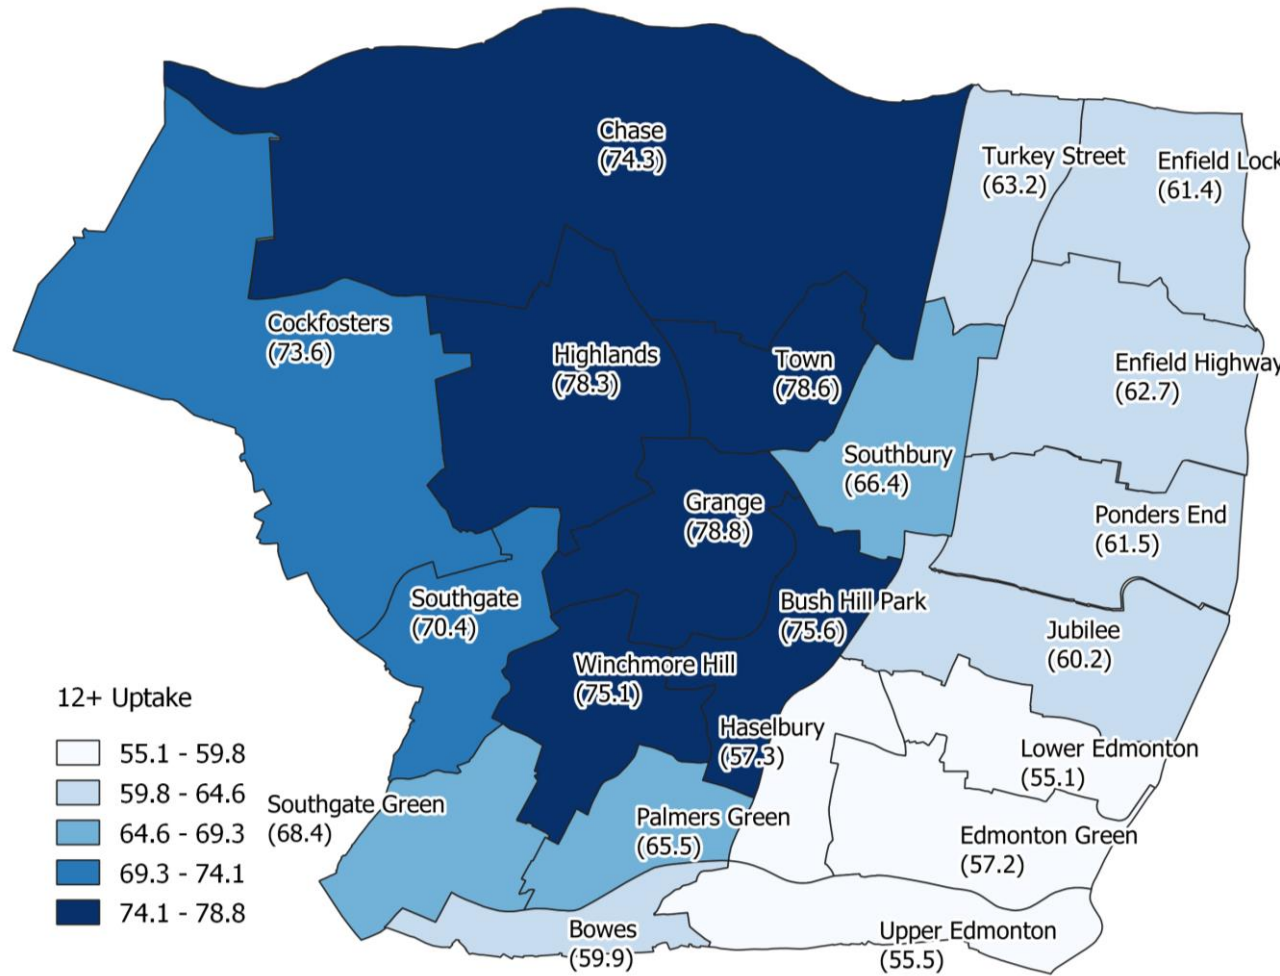 Chase
(74.3)
Turkey Street
(63.2)
Enfield Lock
(61.4)
Cockfosters
(73.6)
Highlands
(78.3)
Town
(78.6)
Enfield Highway
(62.7)
Southbury
(66.4)
Grange
(78.8)
Ponders End
(61.5)
Southgate
(70.4)
Bush Hill Park
(75.6)
Jubilee
(60.2)
Winchmore Hill
(75.1)
Haselbury
(57.3)
Lower Edmonton
(55.1)
Southgate Green
(68.4)
Palmers Green
(65.5)
Edmonton Green
(57.2)
Bowes
(59.9)
Upper Edmonton
(55.5)
12+ Uptake
55.1 - 59.8
59.8 - 64.6
64.6 - 69.3
69.3 - 74.1
74.1 - 78.8